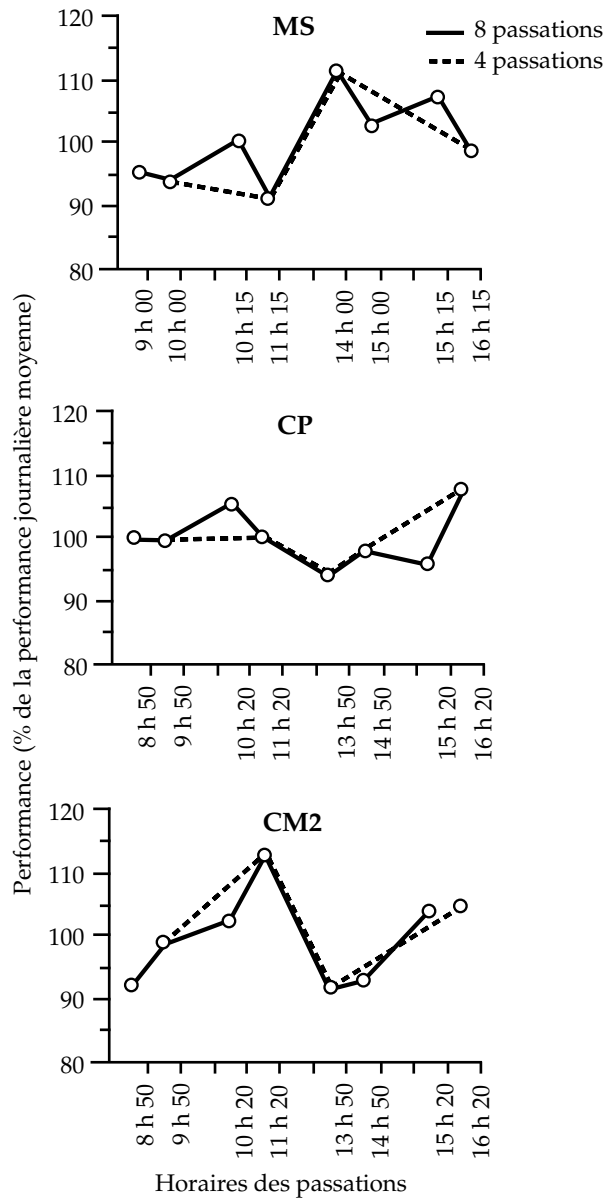 MS
8 passations
4 passations
120
110
100
90
80
9 h 00
10 h 00
10 h 15
11 h 15
14 h 00
15 h 00
15 h 15
16 h 15
Performance (% de la performance journalière moyenne)
CP
120
110
100
90
80
8 h 50
9 h 50
10 h 20
11 h 20
13 h 50
14 h 50
15 h 20
16 h 20
CM2
120
110
100
90
80
8 h 50
9 h 50
10 h 20
11 h 20
13 h 50
14 h 50
15 h 20
16 h 20
Horaires des passations